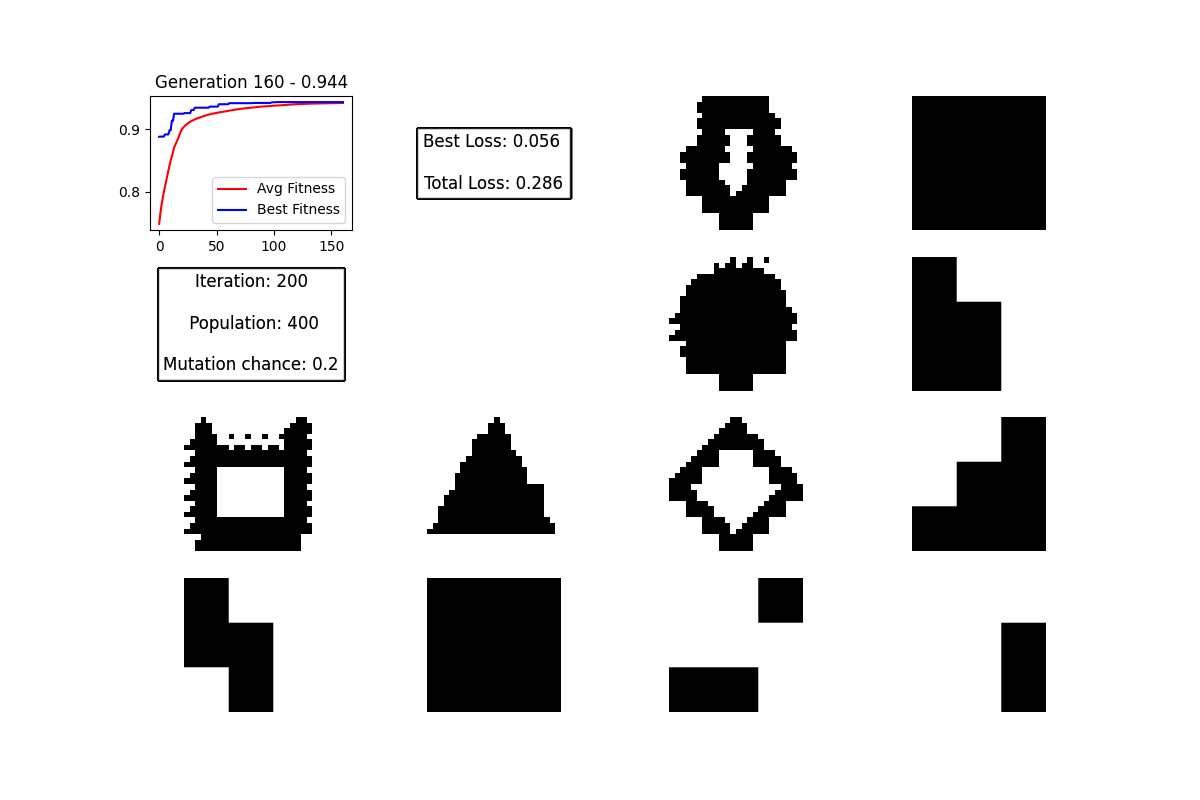 Generation 160 - 0.944
0.9
0.8
Avg Fitness
Best Fitness
0 50 100 150
Best Loss: 0.056
Total Loss: 0.286
Iteration: 200
Population: 400
Mutation chance: 0.2